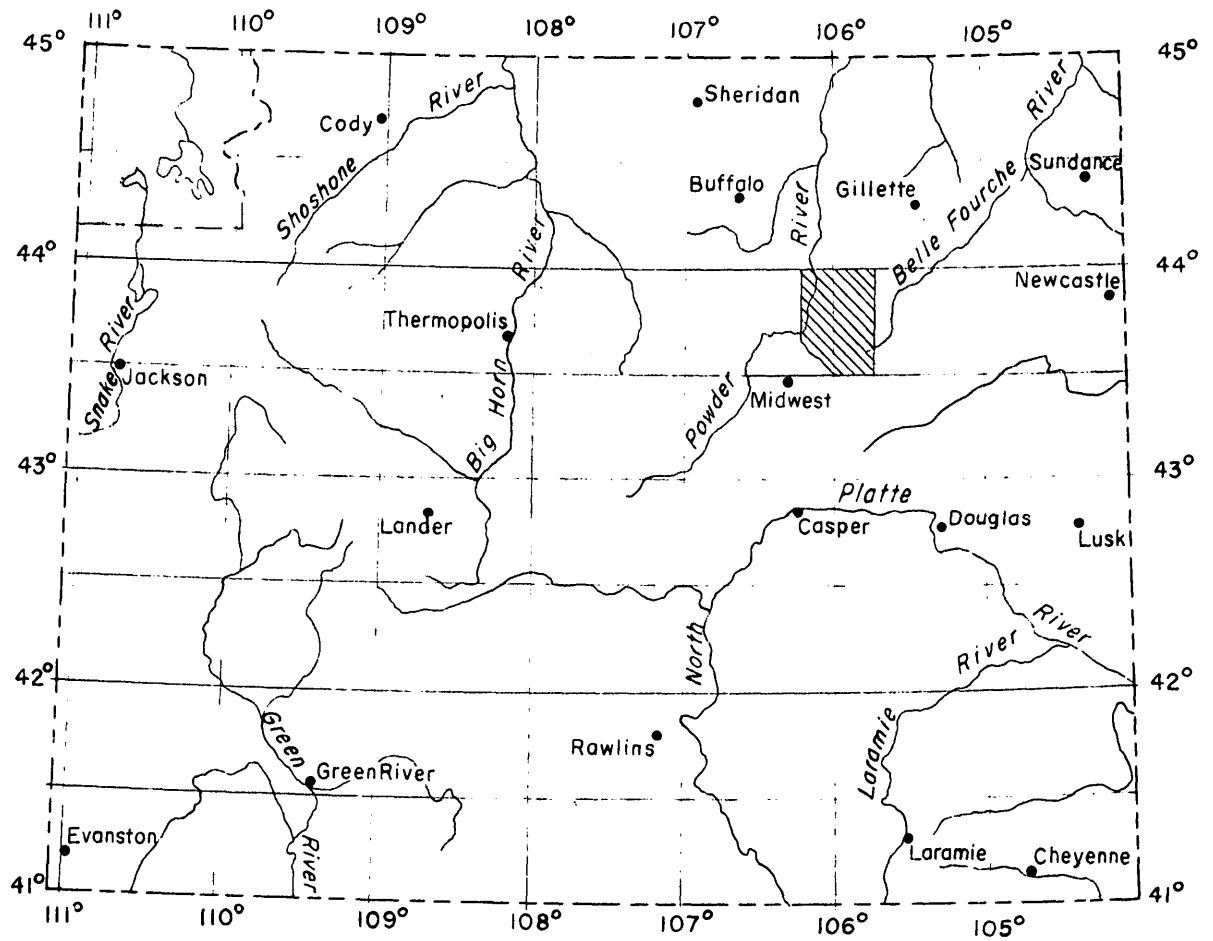 111° 110° 109° 108° 107° 106° 105°
45° 45°
Sheridan
Cody
Shoshone River
River
Sundance
Buffalo
River
Gillette
Belle Fourche
44° 44°
River
Newcastle
Thermopolis
Snake River
Jackson
Big Horn
Powder
Midwest
43° 43°
Platte
Lander
Casper
Douglas
Lusk
River
North
River
42° 42°
Green
Laramie
Rawlins
GreenRiver
Evanston
River
Laramie
Cheyenne
41° 41°
111° 110° 109° 108° 107° 106° 105°